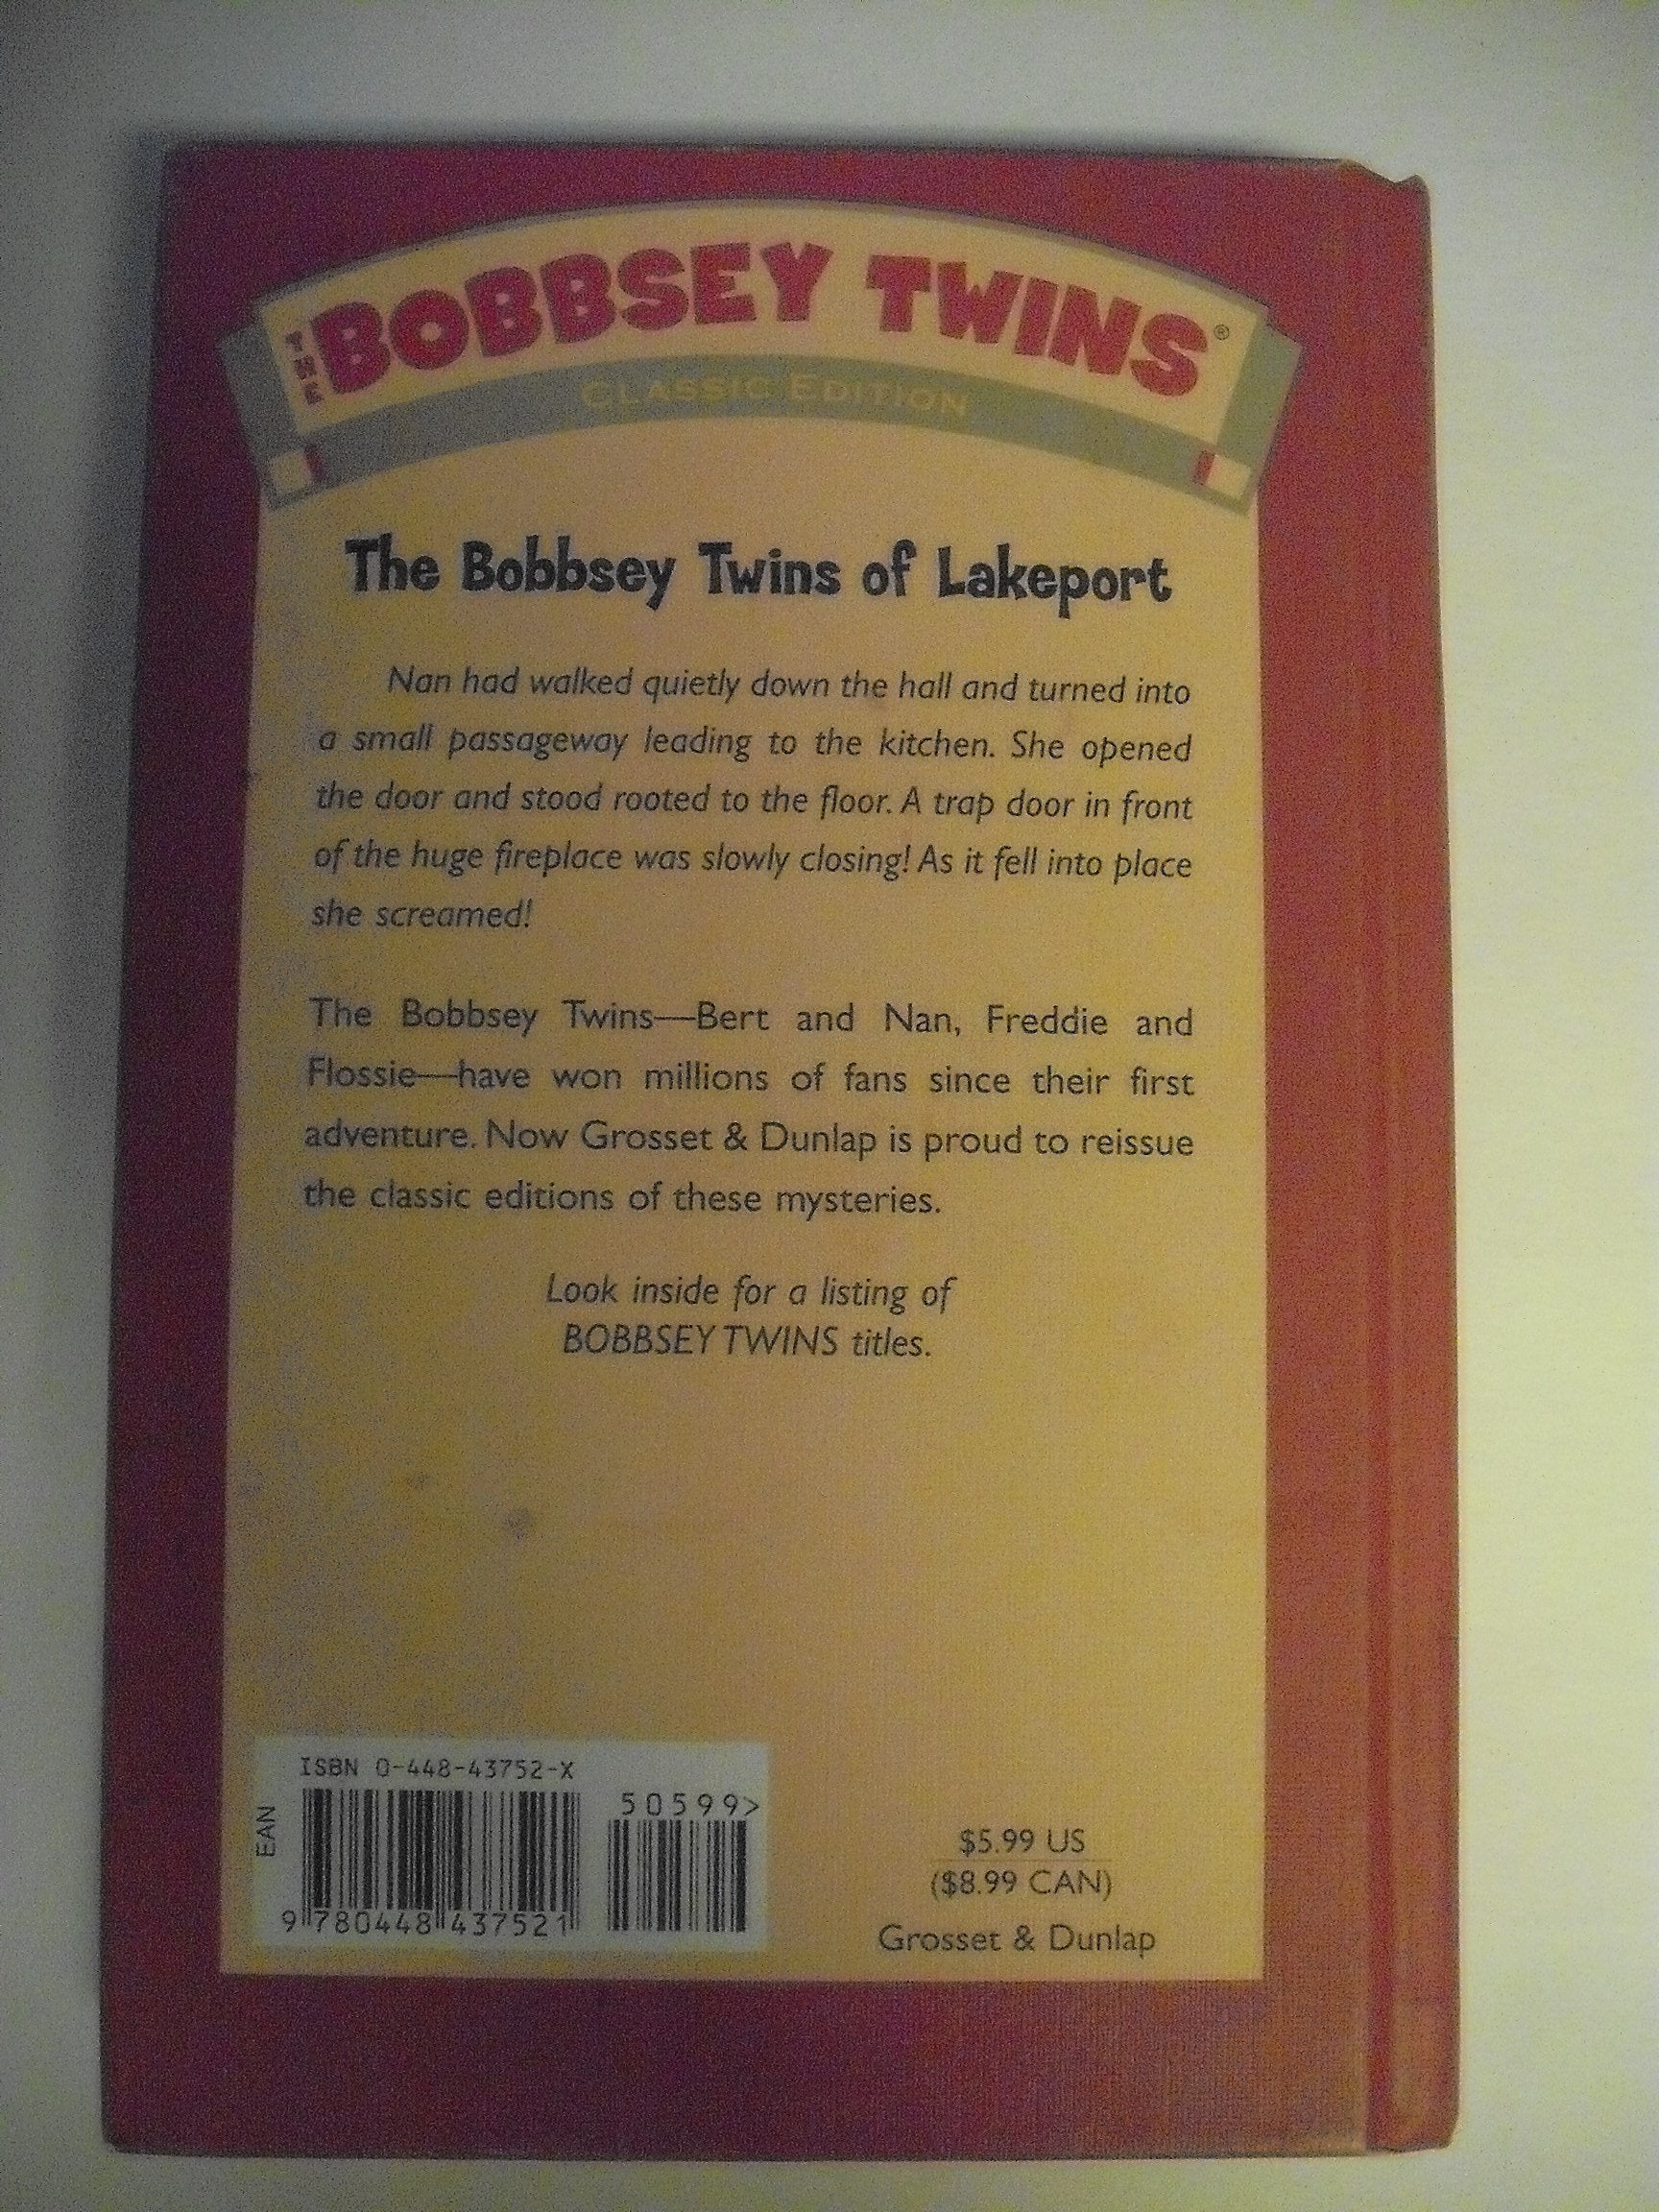 THE BOBBSEY TWINS®
CLASSIC EDITION
The Bobbsey Twins of Lakeport
Nan had walked quietly down the hall and turned into
a small passageway leading to the kitchen. She opened
the door and stood rooted to the floor. A trap door in front
of the huge fireplace was slowly closing! As it fell into place
she screamed!
The Bobbsey Twins—Bert and Nan, Freddie and
Flossie—have won millions of fans since their first
adventure. Now Grosset & Dunlap is proud to reissue
the classic editions of these mysteries.
Look inside for a listing of
BOBBSEY TWINS titles.
ISBN 0-448-43752-X
50599>
EAN
9 780448 437521
$5.99 US
($8.99 CAN)
Grosset & Dunlap